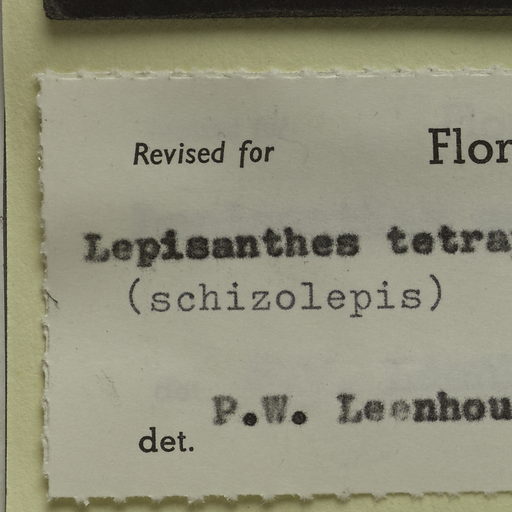 Revised for Flor
Lepisanthes tetra
(schizolepis)
P.W. Leenhou
det.